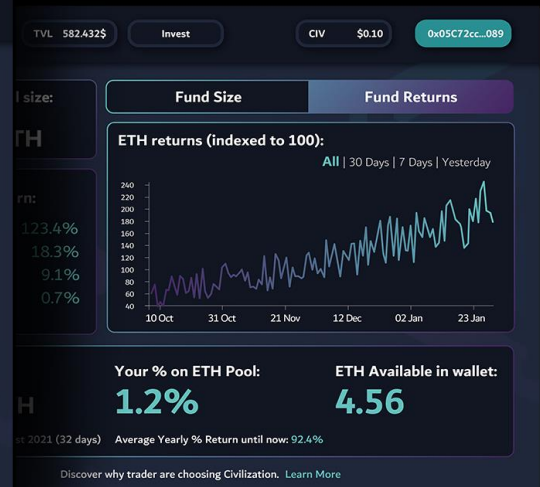 TVL 582.432$ Invest CIV $0.10 0x05C72cc...089
size: Fund Size Fund Returns
ETH returns (indexed to 100):
All | 30 Days | 7 Days | Yesterday
240
220
200
180
160
140
120
100
80
60
40
10 Oct 31 Oct 21 Nov 12 Dec 02 Jan 23 Jan
TH
rn:
123.4%
18.3%
9.1%
0.7%
Your % on ETH Pool: ETH Available in wallet:
H 1.2% 4.56
st 2021 (32 days) Average Yearly % Return until now: 92.4%
Discover why trader are choosing Civilization. Learn More